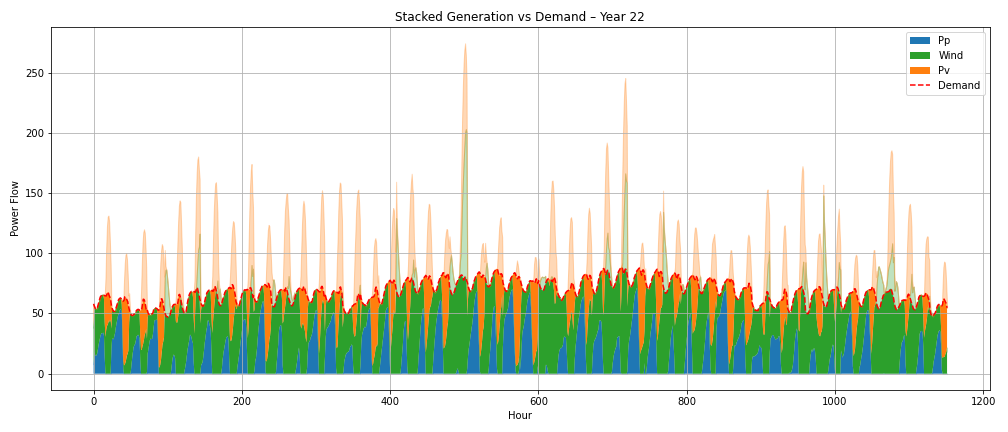 Stacked Generation vs Demand – Year 22
Pp
Wind
Pv
Demand
Power Flow
250
200
150
100
50
0
0 200 400 600 800 1000 1200
Hour